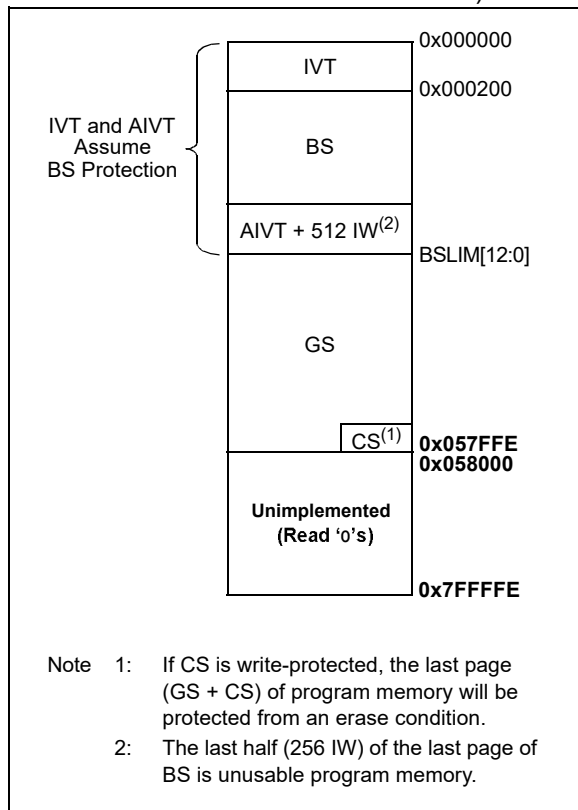 0x000000
IVT
0x000200
IVT and AIVT
Assume
BS Protection
BS
AIVT + 512 IW(2)
BSLIM[12:0]
GS
CS(1)
0x057FFE
0x058000
Unimplemented
(Read ‘0’s)
0x7FFFFE
Note 1: If CS is write-protected, the last page
(GS + CS) of program memory will be
protected from an erase condition.
2: The last half (256 IW) of the last page of
BS is unusable program memory.